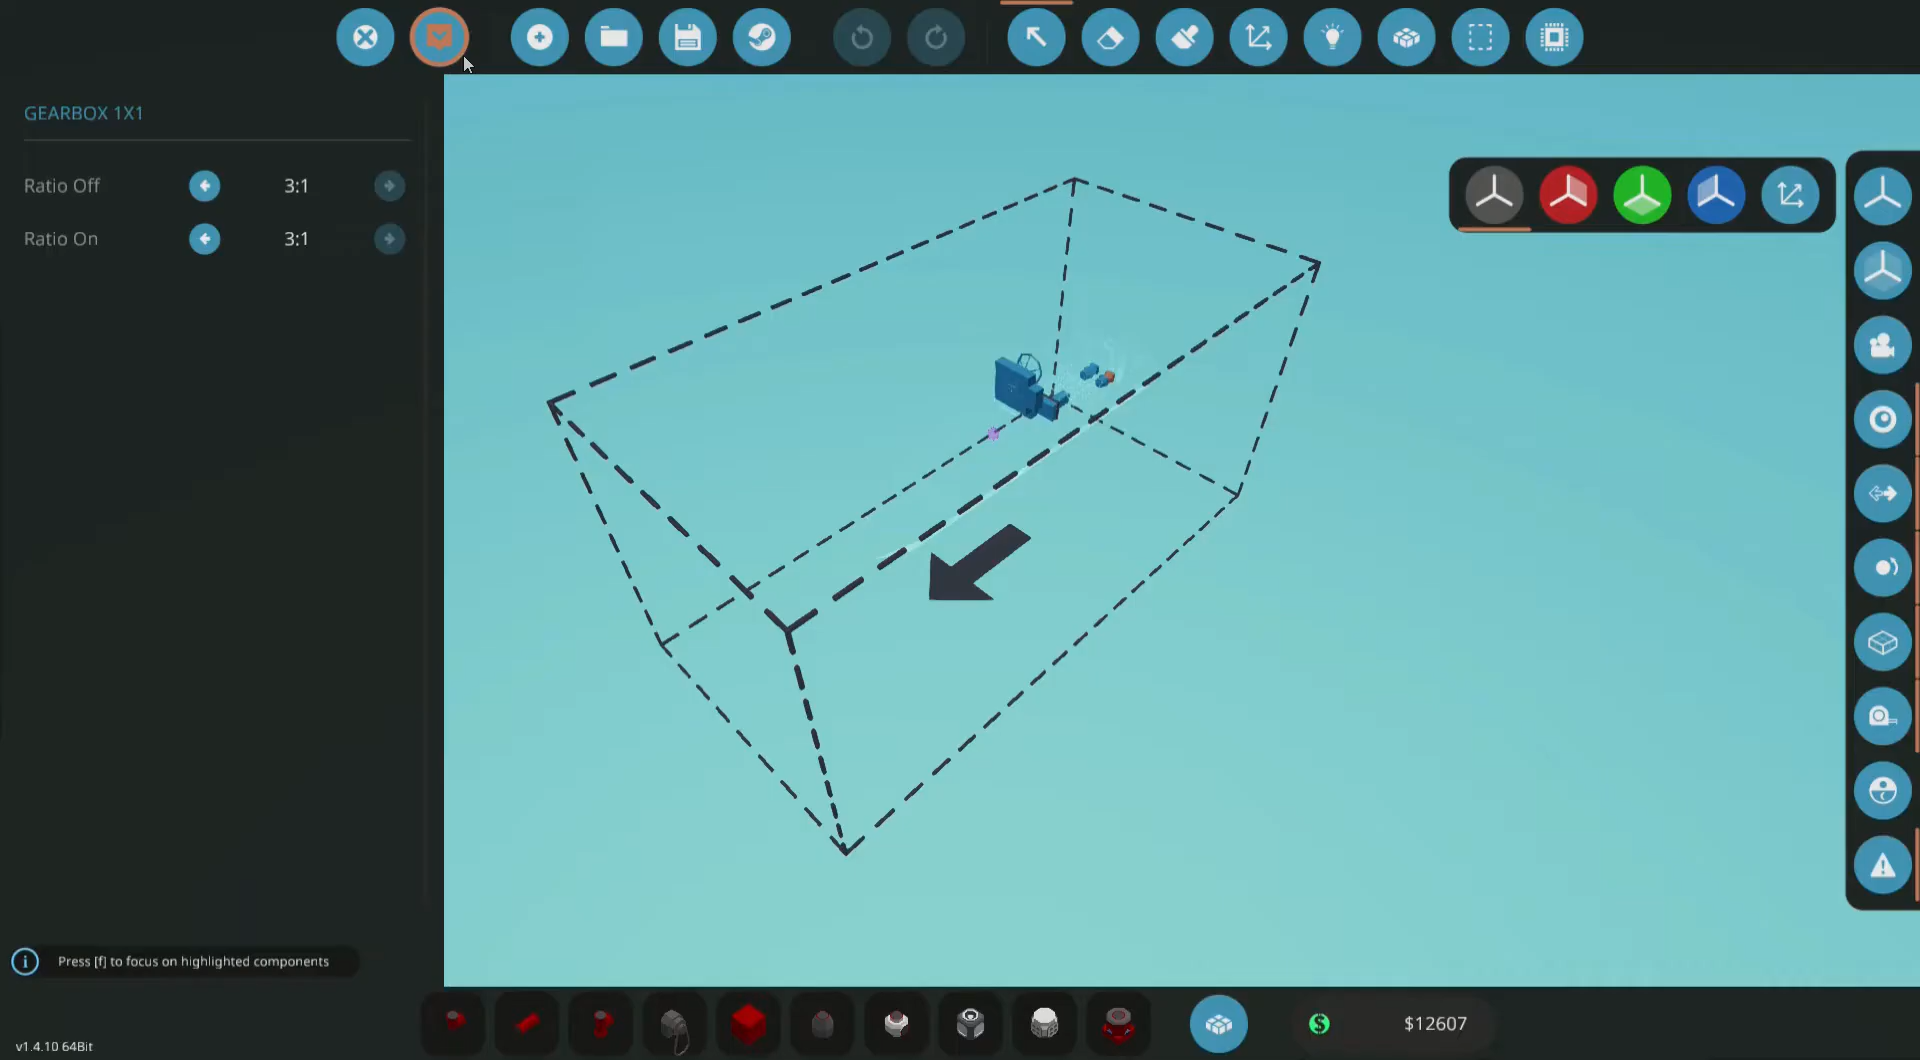 GEARBOX 1X1
Ratio Off 3:1
Ratio On 3:1
Press [f] to focus on highlighted components
$12607
v1.4.10 64Bit